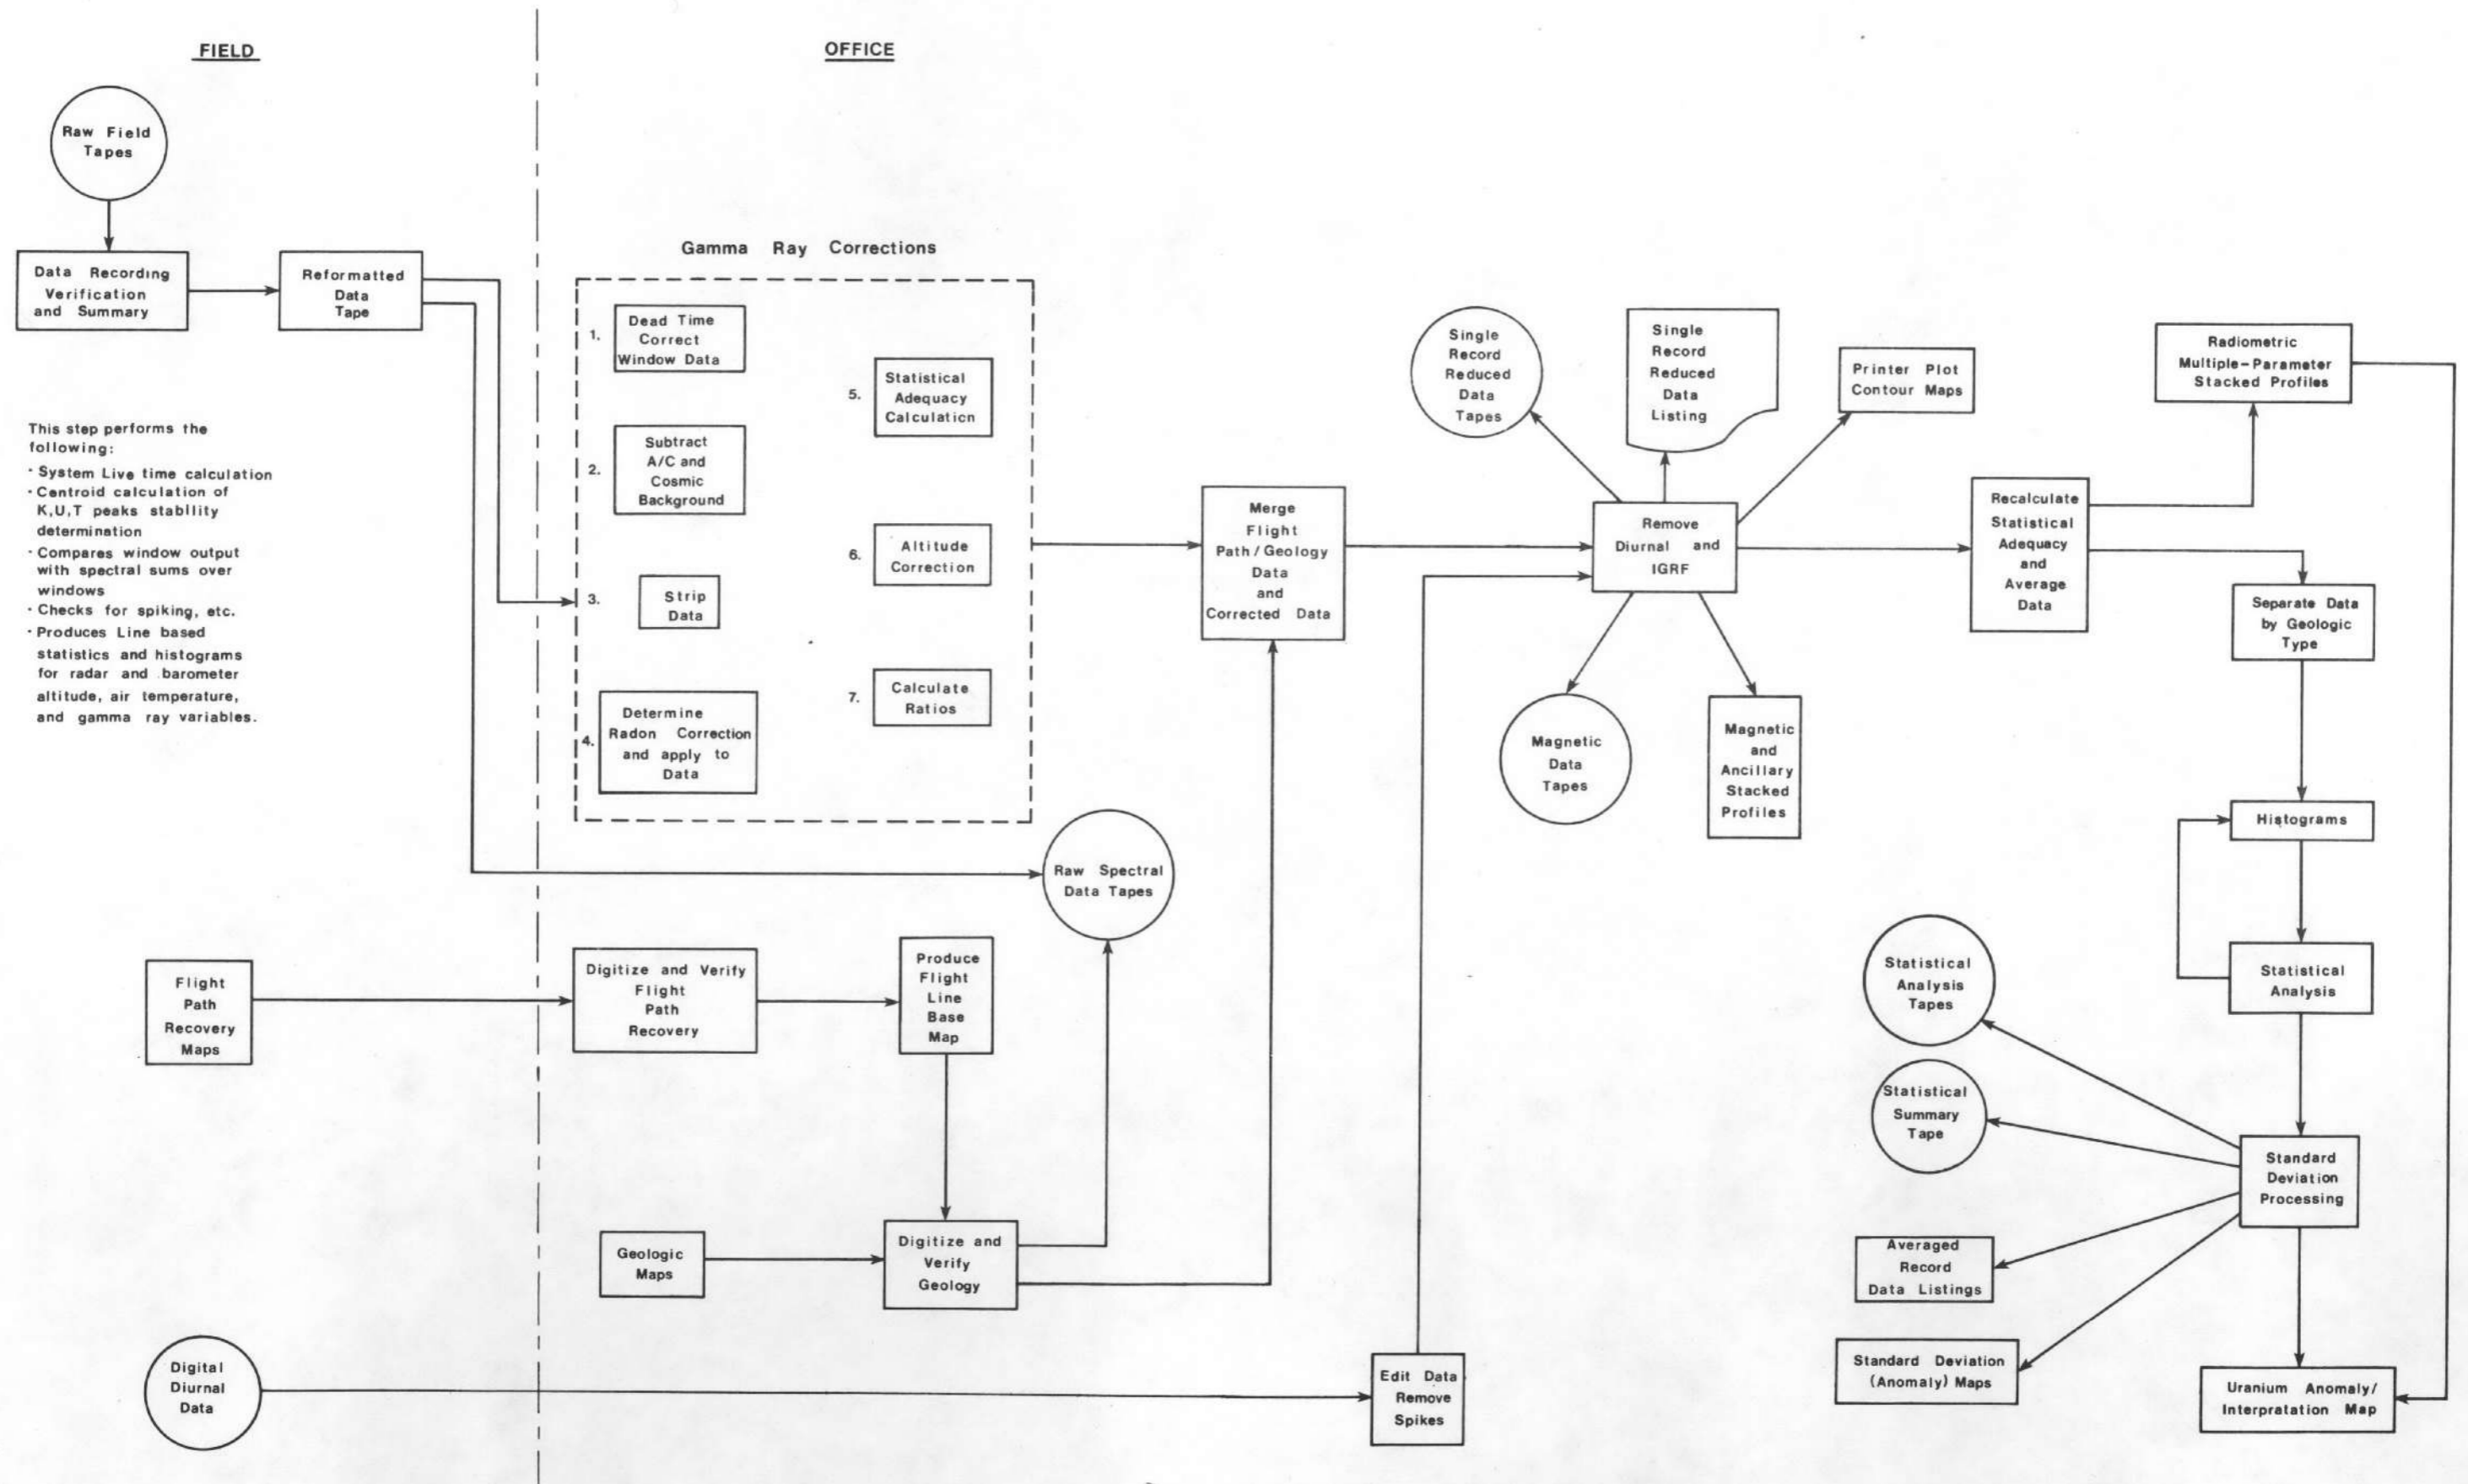 FIELD
OFFICE
Raw Field
Tapes
Data Recording
Verification
and Summary
Reformatted
Data
Tape
This step performs the
following:
· System Live time calculation
· Centroid calculation of
K,U,T peaks stability
determination
· Compares window output
with spectral sums over
windows
· Checks for spiking, etc.
· Produces Line based
statistics and histograms
for radar and barometer
altitude, air temperature,
and gamma ray variables.
Gamma Ray Corrections
1.
Dead Time
Correct
Window Data
2.
Subtract
A/C and
Cosmic
Background
3.
Strip
Data
4.
Determine
Radon Correction
and apply to
Data
5.
Statistical
Adequacy
Calculation
6.
Altitude
Correction
7.
Calculate
Ratios
Raw Spectral
Data Tapes
Flight
Path
Recovery
Maps
Digitize and Verify
Flight
Path
Recovery
Produce
Flight
Line
Base
Map
Geologic
Maps
Digitize and
Verify
Geology
Digital
Diurnal
Data
Edit Data
Remove
Spikes
Merge
Flight
Path/Geology
Data
and
Corrected Data
Single
Record
Reduced
Data
Tapes
Single
Record
Reduced
Data
Listing
Printer Plot
Contour Maps
Remove
Diurnal and
IGRF
Magnetic
Data
Tapes
Magnetic
and
Ancillary
Stacked
Profiles
Recalculate
Statistical
Adequacy
and
Average
Data
Radiometric
Multiple-Parameter
Stacked Profiles
Separate Data
by Geologic
Type
Histograms
Statistical
Analysis
Statistical
Analysis
Tapes
Statistical
Summary
Tape
Standard
Deviation
Processing
Averaged
Record
Data Listings
Standard Deviation
(Anomaly) Maps
Uranium Anomaly/
Interpratation Map